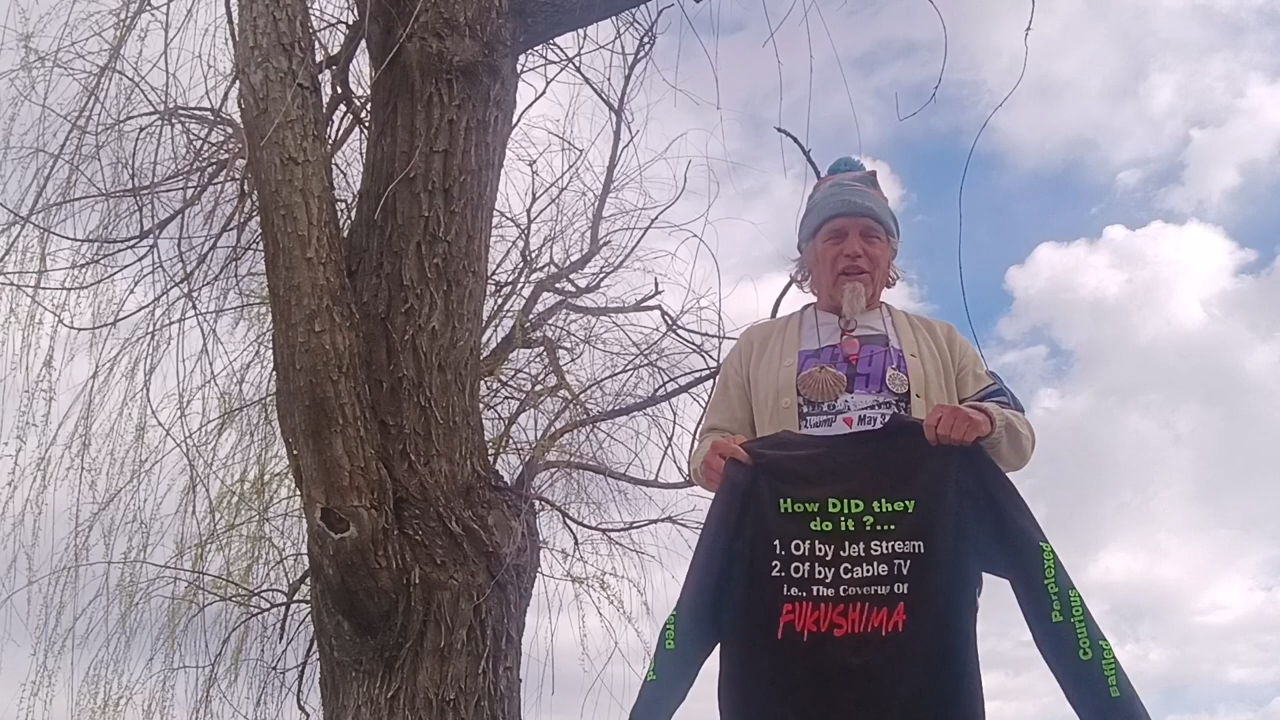 THUMP May 3
How DID they
do it ?...
1. Of by Jet Stream
2. Of by Cable TV
i.e., The Coverup Of
FUKUSHIMA
Perplexed
Courious
Baffled